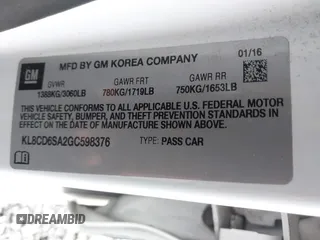 GM
MFD BY GM KOREA COMPANY
01/16
GVWR GAWR FRT GAWR RR
1388KG/3060LB 780KG/1719LB 750KG/1653LB
THIS VEHICLE CONFORMS TO ALL APPLICABLE U.S. FEDERAL MOTOR
VEHICLE SAFETY, BUMPER, AND THEFT PREVENTION STANDARDS IN
EFFECT ON THE DATE OF MANUFACTURE SHOWN ABOVE.
KL8CD6SA2GC598376
TYPE: PASS CAR
DEALERDRIVE.COM